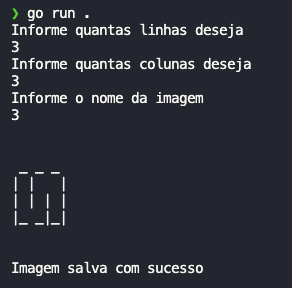 ❯ go run .
Informe quantas linhas deseja
3
Informe quantas colunas deseja
3
Informe o nome da imagem
3
 _ _ _
| |   |
| | | |
|_ _|_|
Imagem salva com sucesso